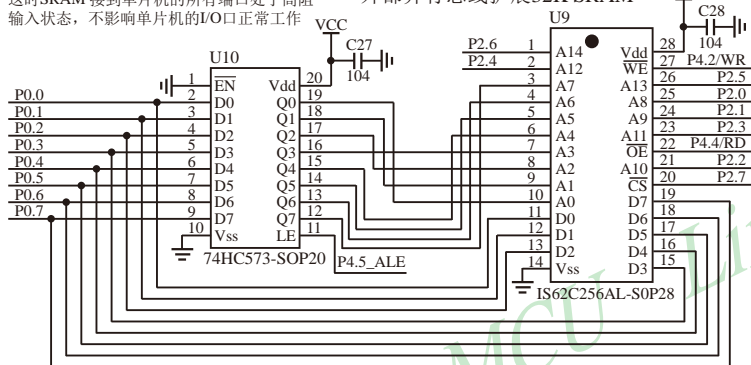 这时SRAM 接到单片机的所有端口处于高阻
输入状态，不影响单片机的I/O口正常工作
外部并行总线扩展32K SRAM
VCC
C27
104
C28
104
U10
U9
P0.0
P0.1
P0.2
P0.3
P0.4
P0.5
P0.6
P0.7
1 EN Vdd 20
2 D0 Q0 19
3 D1 Q1 18
4 D2 Q2 17
5 D3 Q3 16
6 D4 Q4 15
7 D5 Q5 14
8 D6 Q6 13
9 D7 Q7 12
10 Vss LE 11
74HC573-SOP20
P4.5_ALE
P2.6 1 A14 Vdd 28
P2.4 2 A12 WE 27 P4.2/WR
3 A7 A13 26 P2.5
4 A6 A8 25 P2.0
5 A5 A9 24 P2.1
6 A4 A11 23 P2.3
7 A3 OE 22 P4.4/RD
8 A2 A10 21 P2.2
9 A1 CS 20 P2.7
10 A0 D7 19
11 D0 D6 18
12 D1 D5 17
13 D2 D4 16
14 Vss D3 15
IS62C256AL-S0P28
MCU Li